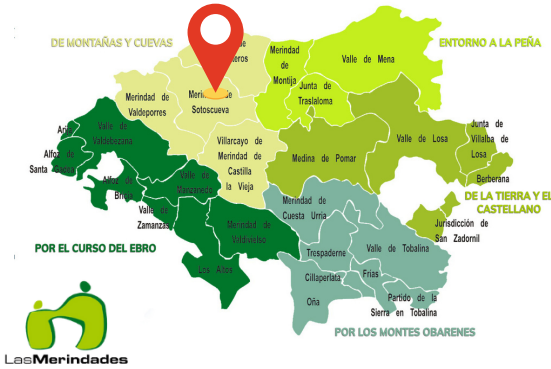 DE MONTAÑAS Y CUEVAS
ENTORNO A LA PEÑA
de
Merindad
de
Montija
Valle de Mena
Junta de
Traslaloma
Merindad de
Valdeporres
de
Sotoscueva
Valle de
Valdebezana
Alfoz de
Santa Gadea
Alfoz de
Bricia
Villarcayo de
Merindad de
Castilla
la Vieja
Medina de Pomar
Valle de Losa
Junta de
Villalba de
Losa
Berberana
DE LA TIERRA Y EL
CASTELLANO
Jurisdicción de
San Zadornil
Valle de
Manzanedo
Valle de
Zamanzas
Merindad de
Valdivielso
Los Altos
POR EL CURSO DEL EBRO
Merindad de
Cuesta Urria
Trespaderne
Valle de Tobalina
Cillaperlata
Frías
Oña
Partido de la
Sierra en Tobalina
POR LOS MONTES OBARENES
LasMerindades